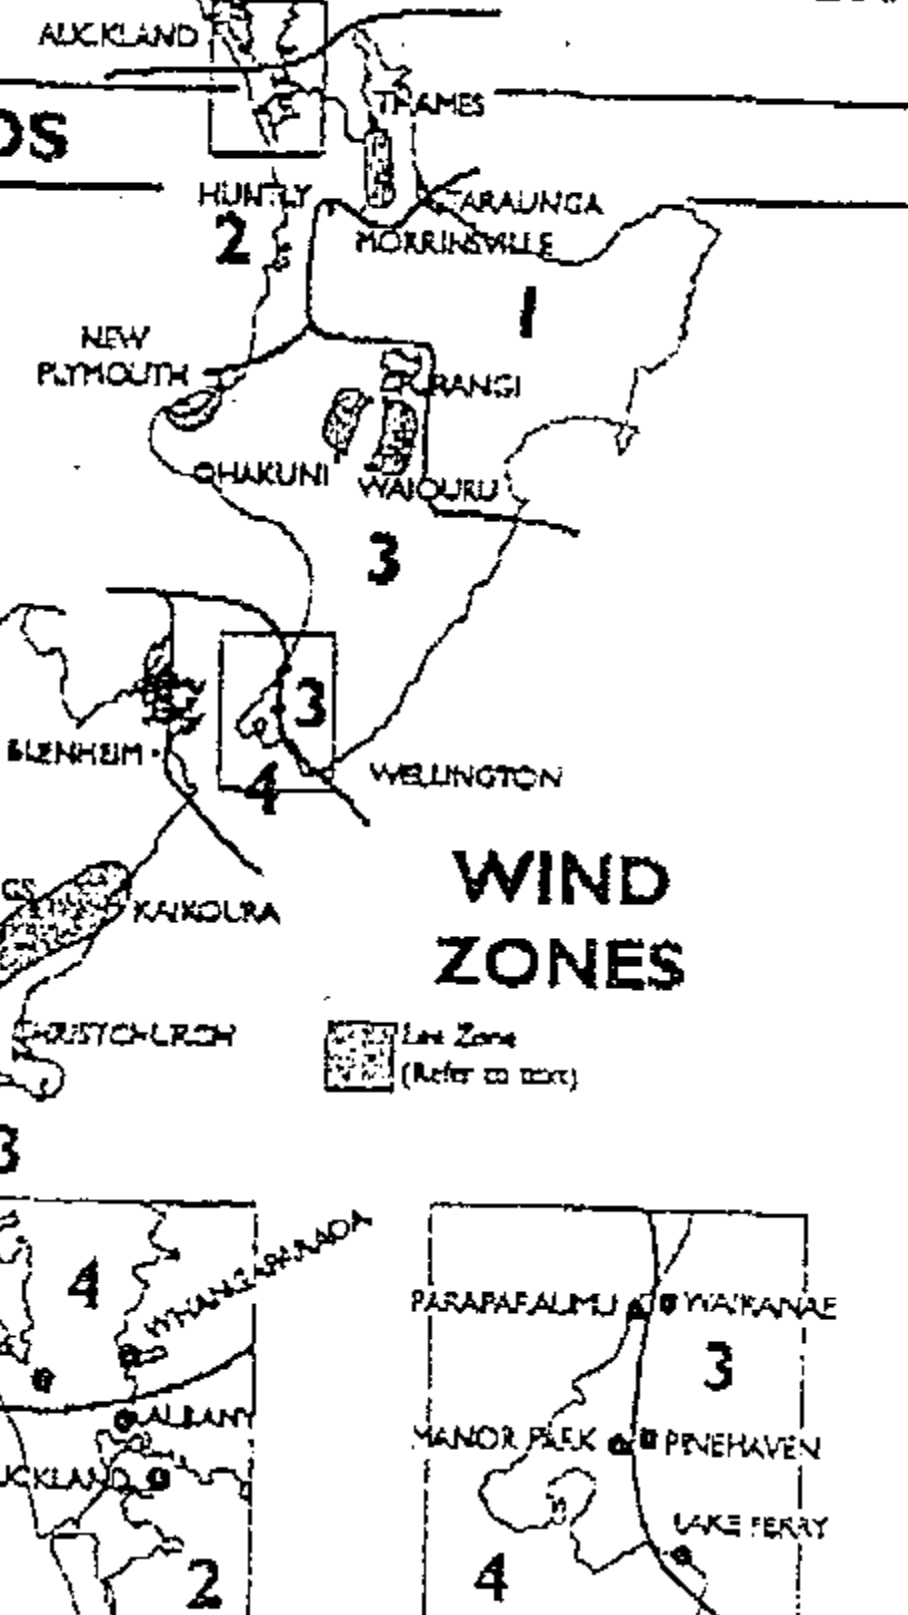 AUCKLAND
THAMES
DS
HUNTLY
TARAUNGA
2
MORRINSVILLE
1
NEW
PLYMOUTH
TURANGI
OHAKUNI
WAIOURU
3
3
BLENHEIM
WELLINGTON
4
WIND
GS
KAIKOURA
ZONES
CHRISTCHURCH
Lee Zone
(Refer to text)
3
4
WHANGAPARAOA
PARAPARAUMU
WAIKANAE
3
ALBANY
MANOR PARK
PINEHAVEN
AUCKLAND
LAKE FERRY
2
4